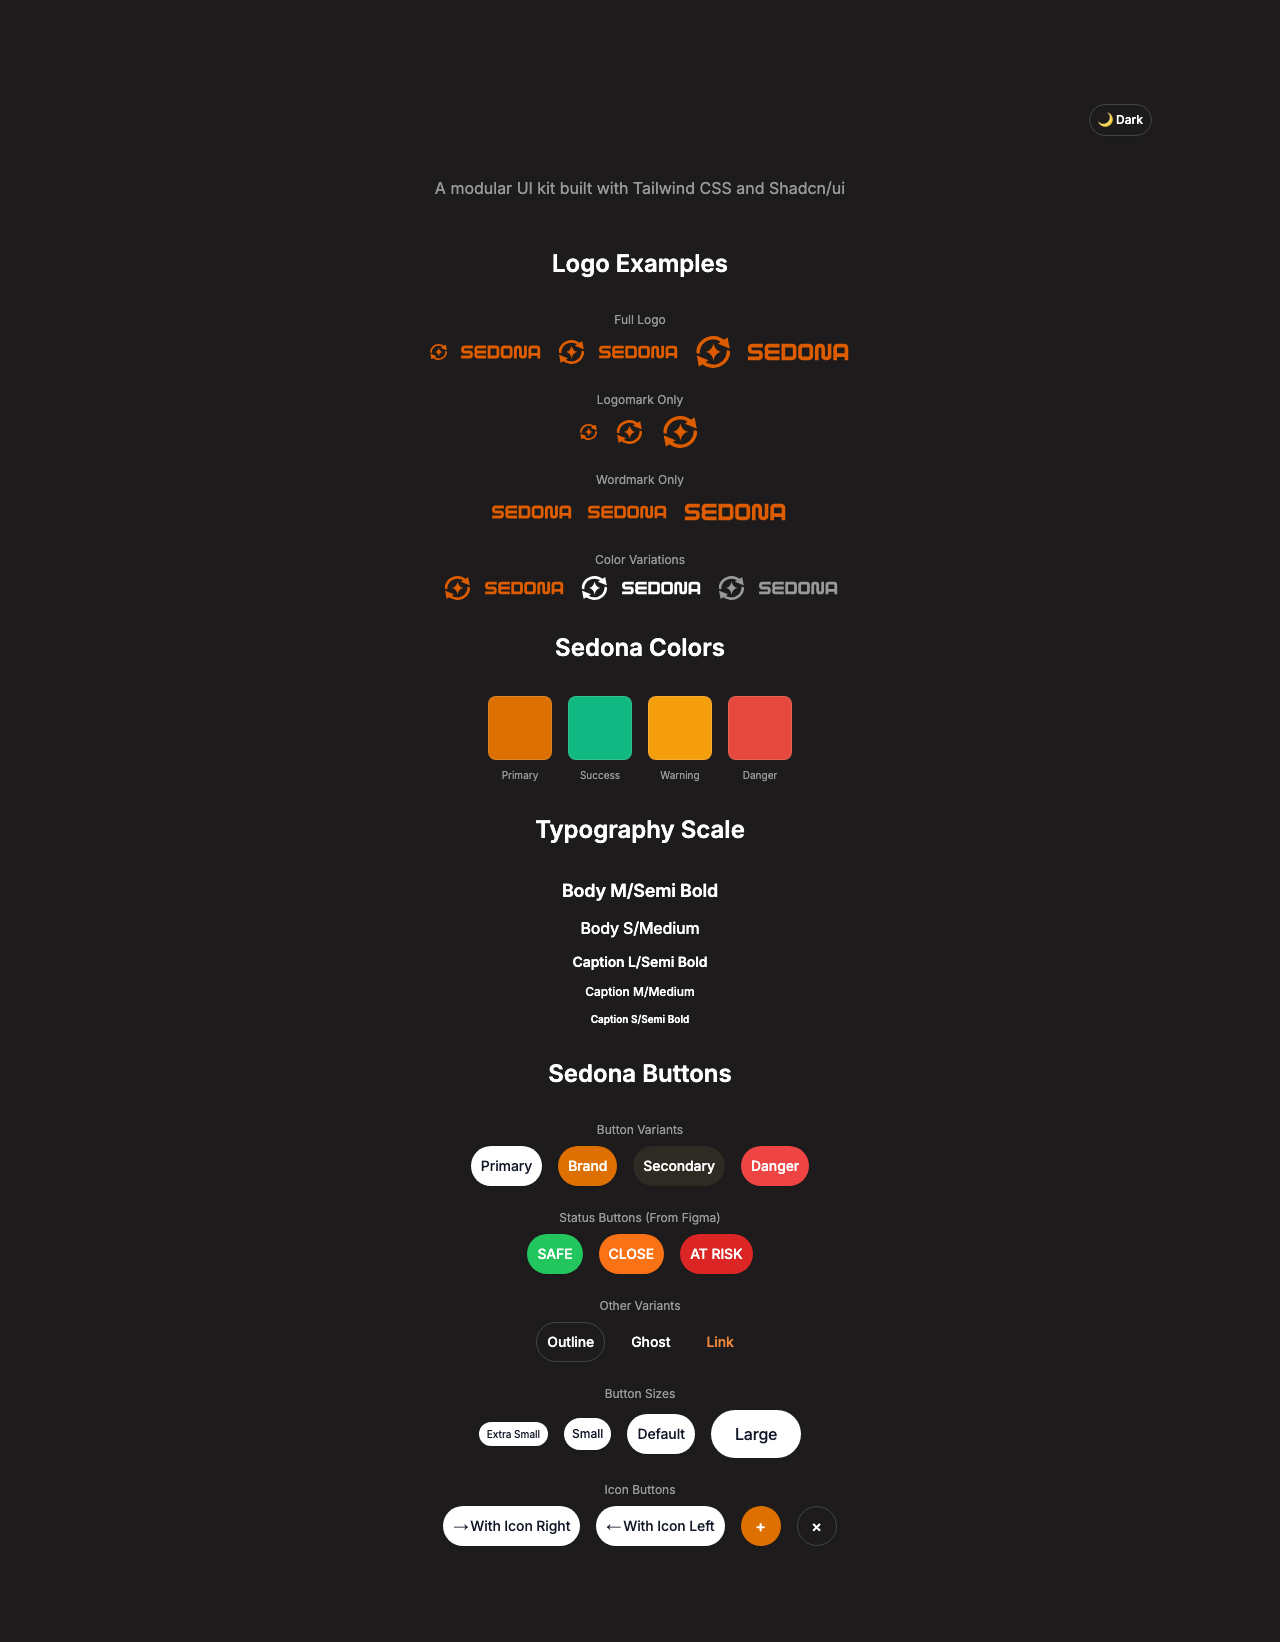 🌙 Dark
A modular UI kit built with Tailwind CSS and Shadcn/ui
Logo Examples
Full Logo
SEDONA SEDONA SEDONA
Logomark Only
Wordmark Only
SEDONA SEDONA SEDONA
Color Variations
SEDONA SEDONA SEDONA
Sedona Colors
Primary Success Warning Danger
Typography Scale
Body M/Semi Bold
Body S/Medium
Caption L/Semi Bold
Caption M/Medium
Caption S/Semi Bold
Sedona Buttons
Button Variants
Primary Brand Secondary Danger
Status Buttons (From Figma)
SAFE CLOSE AT RISK
Other Variants
Outline Ghost Link
Button Sizes
Extra Small Small Default Large
Icon Buttons
→ With Icon Right ← With Icon Left + ×